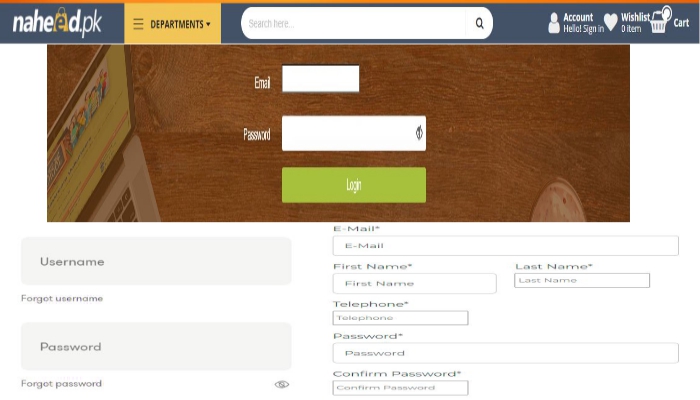 naheed.pk
DEPARTMENTS
Search here...
Account
Hello! Sign in
Wishlist
0 item
0
Cart
Email
Password
Login
Username
Forgot username
Password
Forgot password
E-Mail*
E-Mail
First Name*
Last Name*
First Name
Last Name
Telephone*
Telephone
Password*
Password
Confirm Password*
Confirm Password